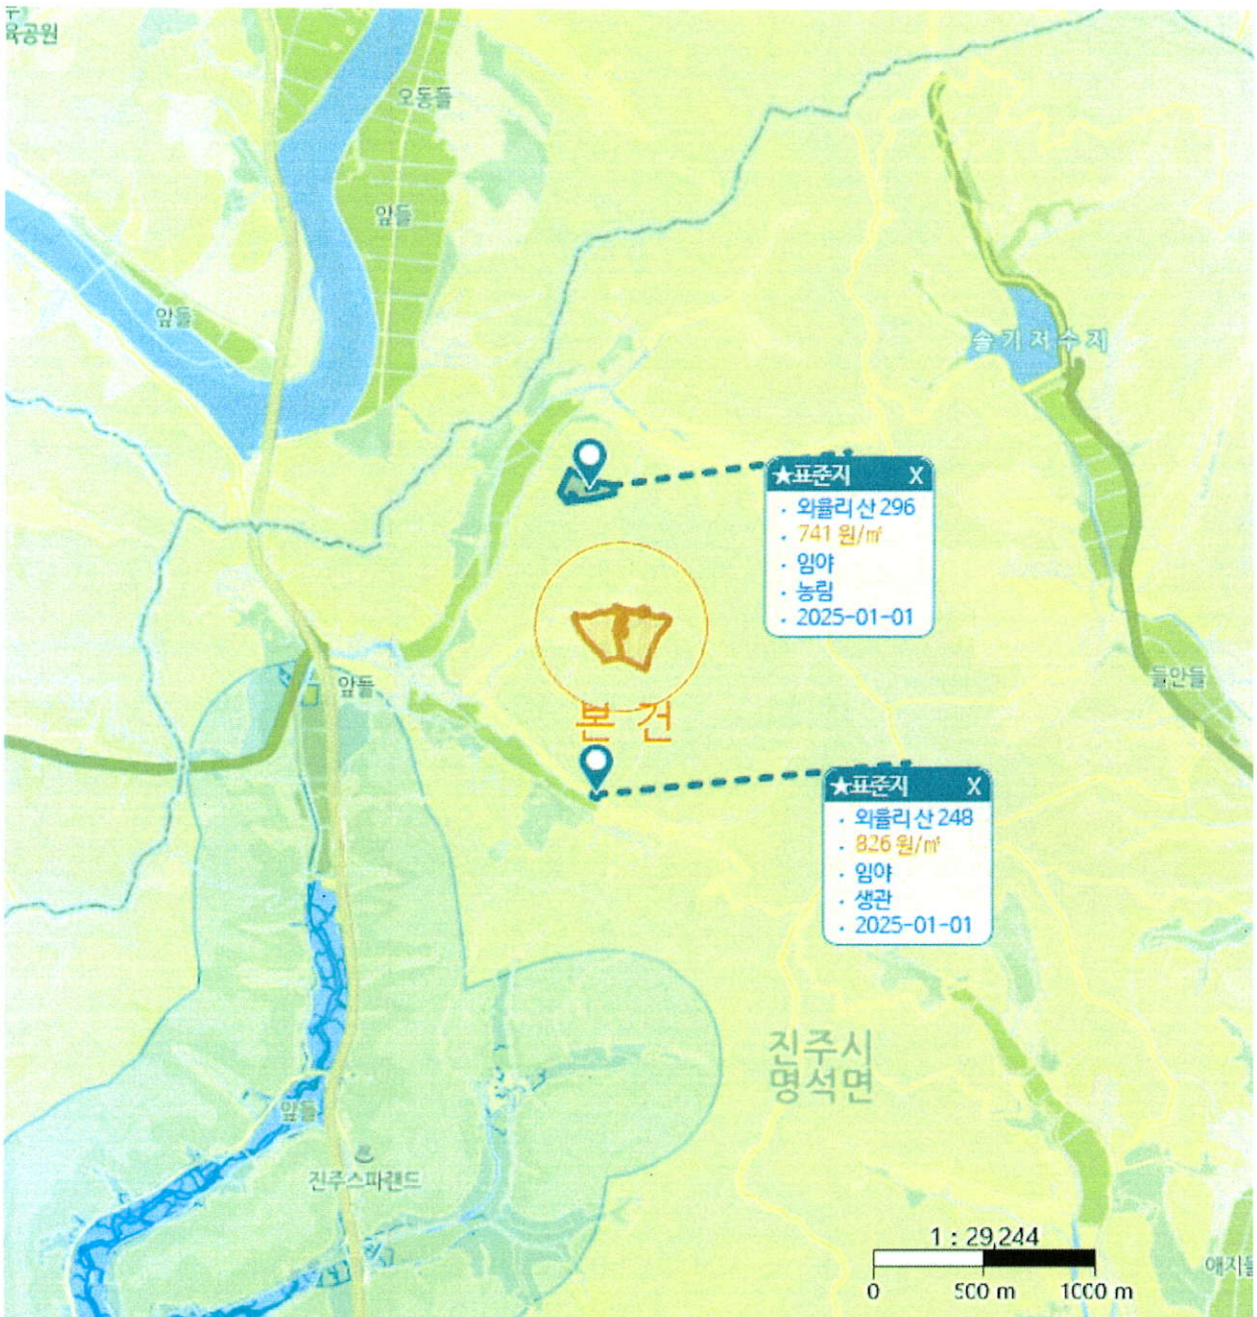 육공원
오동들
앞들
앞들
솔기저수지
★표준지 X
· 와율리 산 296
· 741 원/㎡
· 임야
· 농림
· 2025-01-01
들안들
앞들
본 건
★표준지 X
· 와율리 산 248
· 826 원/㎡
· 임야
· 생관
· 2025-01-01
진주시
명석면
앞들
진주스파랜드
1 : 29,244
0 500 m 1000 m
애지들